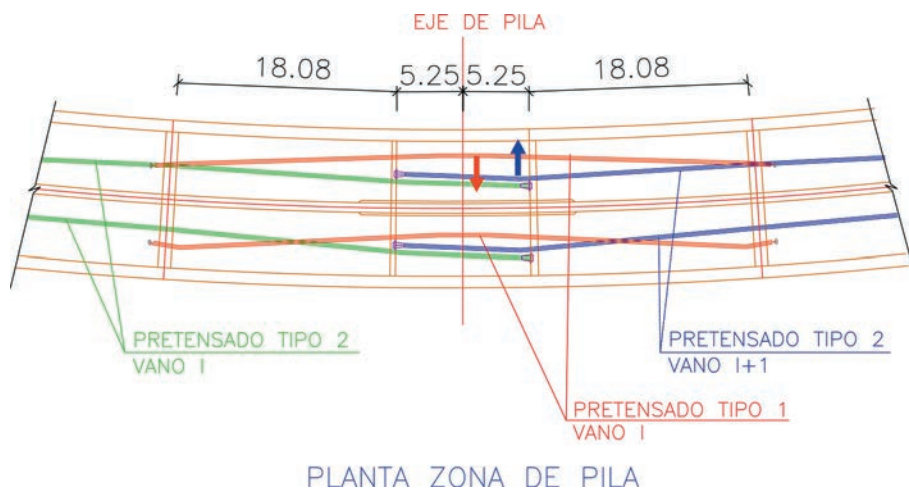 EJE DE PILA
18.08
5.25
5.25
18.08
PRETENSADO TIPO 2
VANO I
PRETENSADO TIPO 2
VANO I+1
PRETENSADO TIPO 1
VANO I
PLANTA ZONA DE PILA